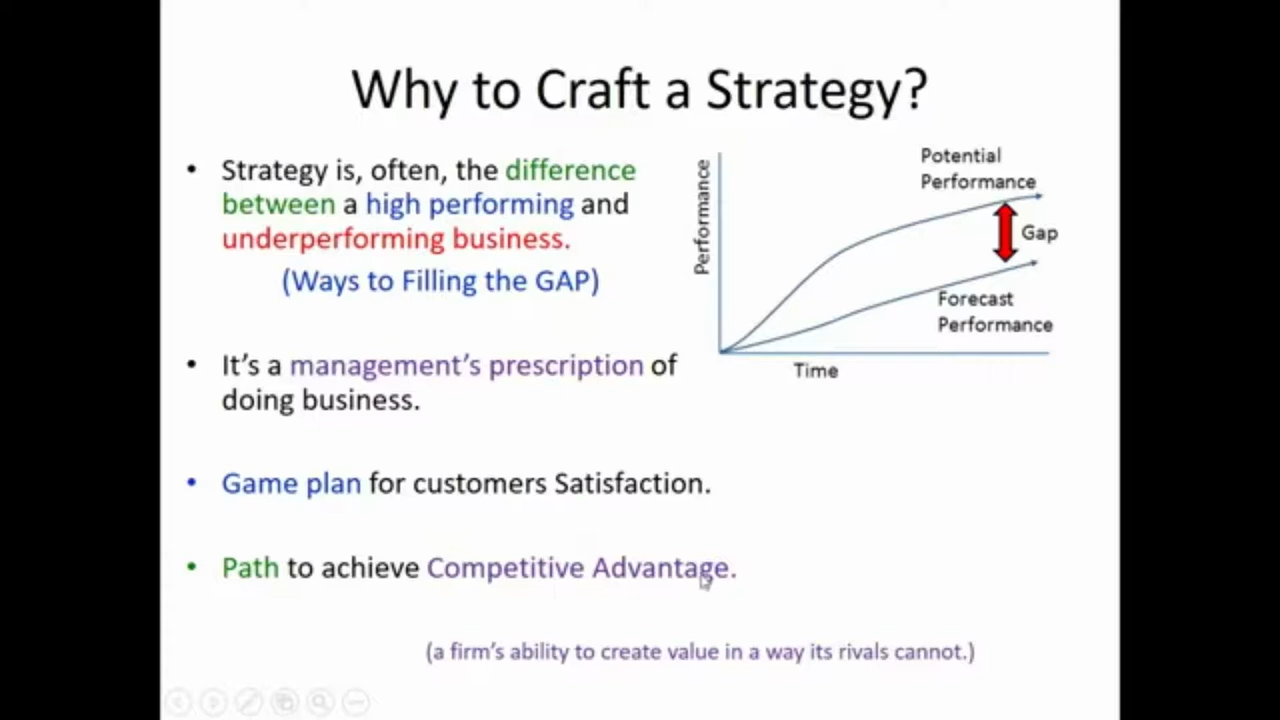 Why to Craft a Strategy?
• Strategy is, often, the difference
between a high performing and
underperforming business.
(Ways to Filling the GAP)
• It's a management's prescription of
doing business.
• Game plan for customers Satisfaction.
• Path to achieve Competitive Advantage.
(a firm's ability to create value in a way its rivals cannot.)
Performance
Potential
Performance
Gap
Forecast
Performance
Time